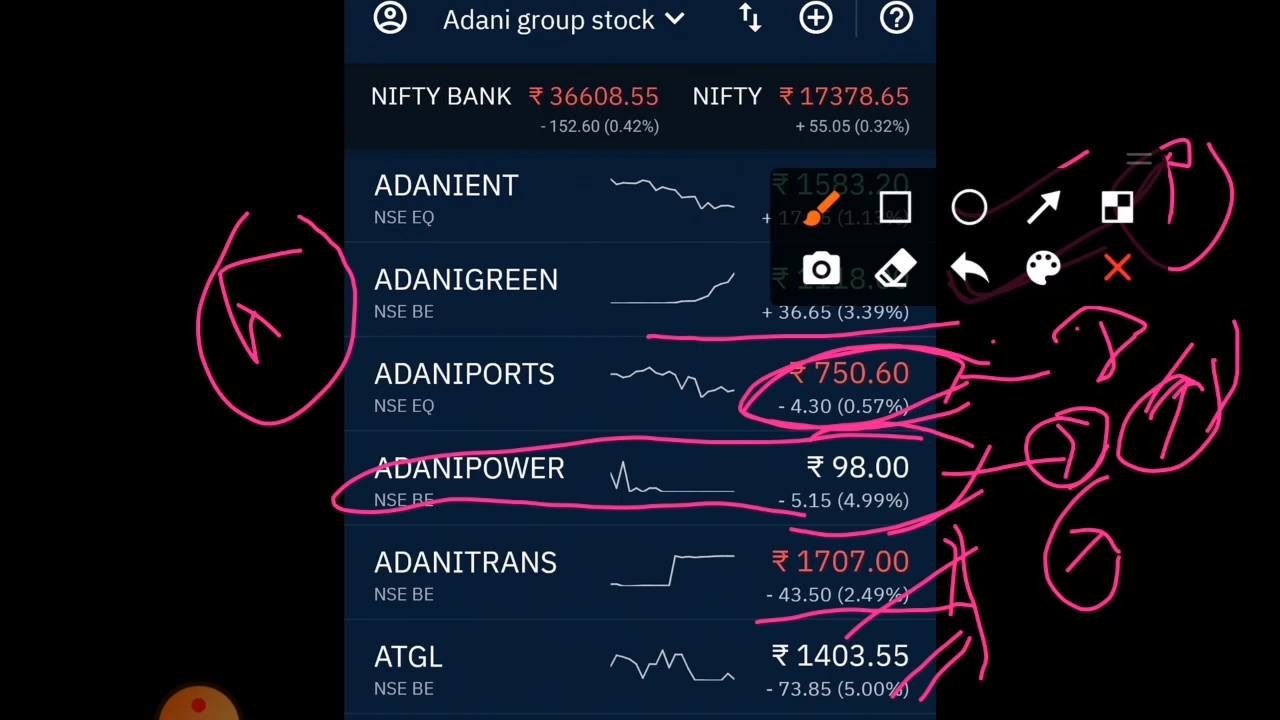 Adani group stock
NIFTY BANK ₹ 36608.55 NIFTY ₹ 17378.65
- 152.60 (0.42%) + 55.05 (0.32%)
ADANIENT ₹ 1583.20
NSE EQ
ADANIGREEN
NSE BE + 36.65 (3.39%)
ADANIPORTS ₹ 750.60
NSE EQ - 4.30 (0.57%)
ADANIPOWER ₹ 98.00
NSE BE - 5.15 (4.99%)
ADANITRANS ₹ 1707.00
NSE BE - 43.50 (2.49%)
ATGL ₹ 1403.55
NSE BE - 73.85 (5.00%)